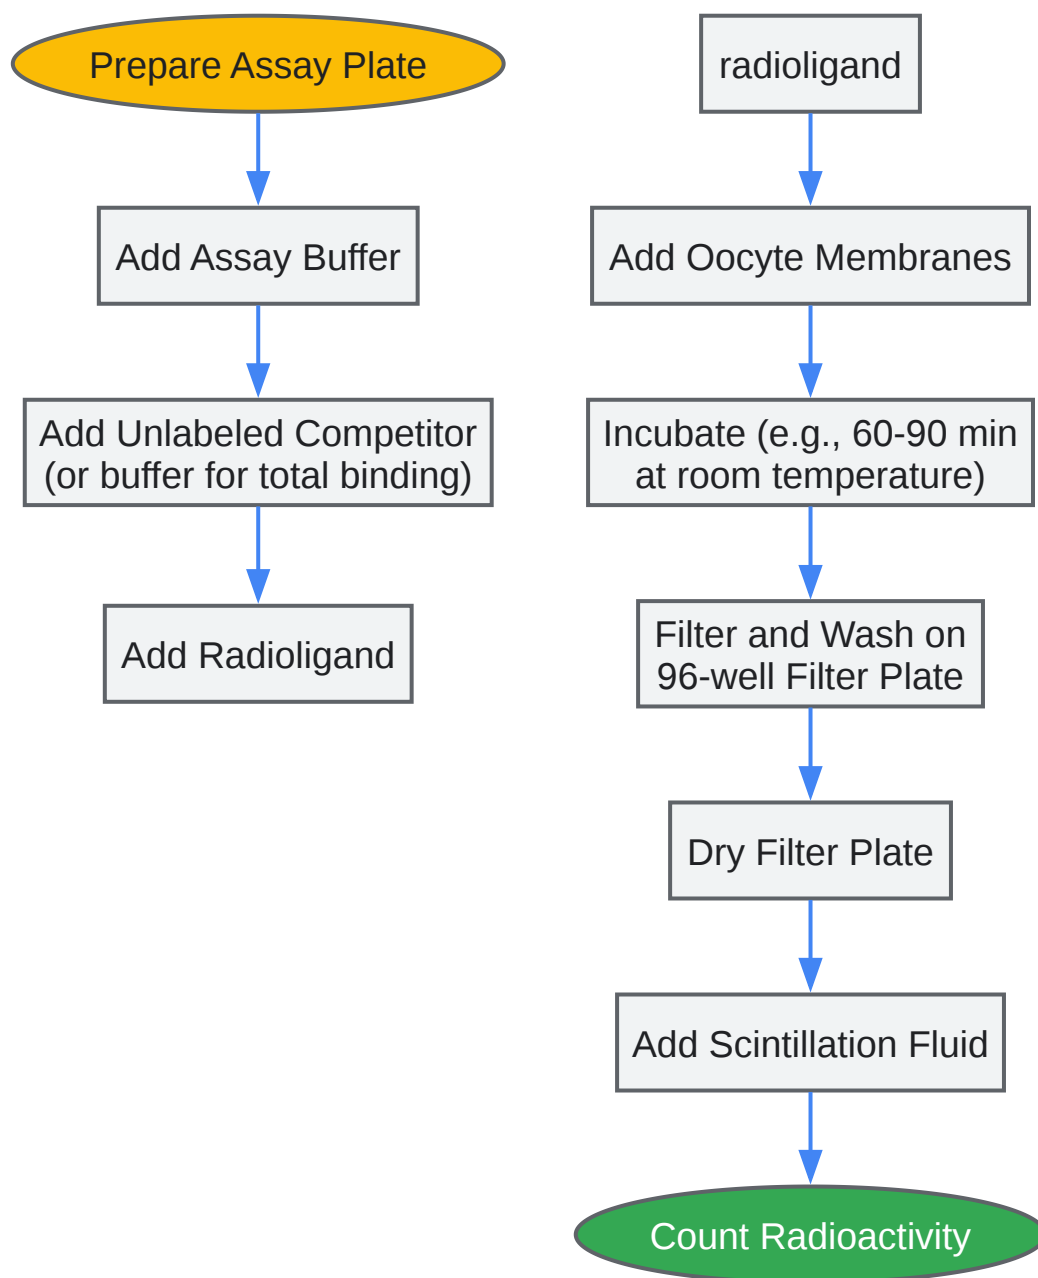 Prepare Assay Plate
Add Assay Buffer
Add Unlabeled Competitor
(or buffer for total binding)
Add Radioligand
radioligand
Add Oocyte Membranes
Incubate (e.g., 60-90 min
at room temperature)
Filter and Wash on
96-well Filter Plate
Dry Filter Plate
Add Scintillation Fluid
Count Radioactivity